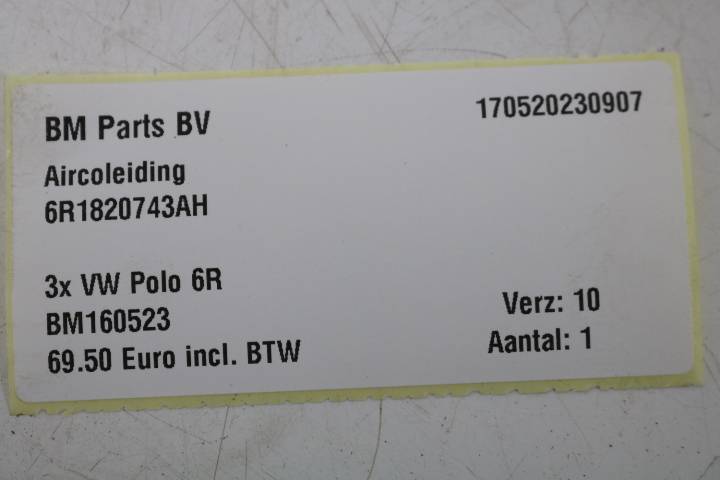 BM Parts BV
170520230907
Aircoleiding
6R1820743AH
3x VW Polo 6R
BM160523
Verz: 10
69.50 Euro incl. BTW
Aantal: 1